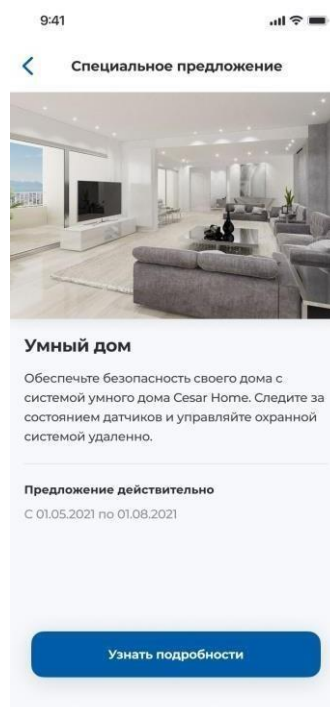 9:41
Специальное предложение
Умный дом
Обеспечьте безопасность своего дома с
системой умного дома Cesar Home. Следите за
состоянием датчиков и управляйте охранной
системой удаленно.
Предложение действительно
С 01.05.2021 по 01.08.2021
Узнать подробности